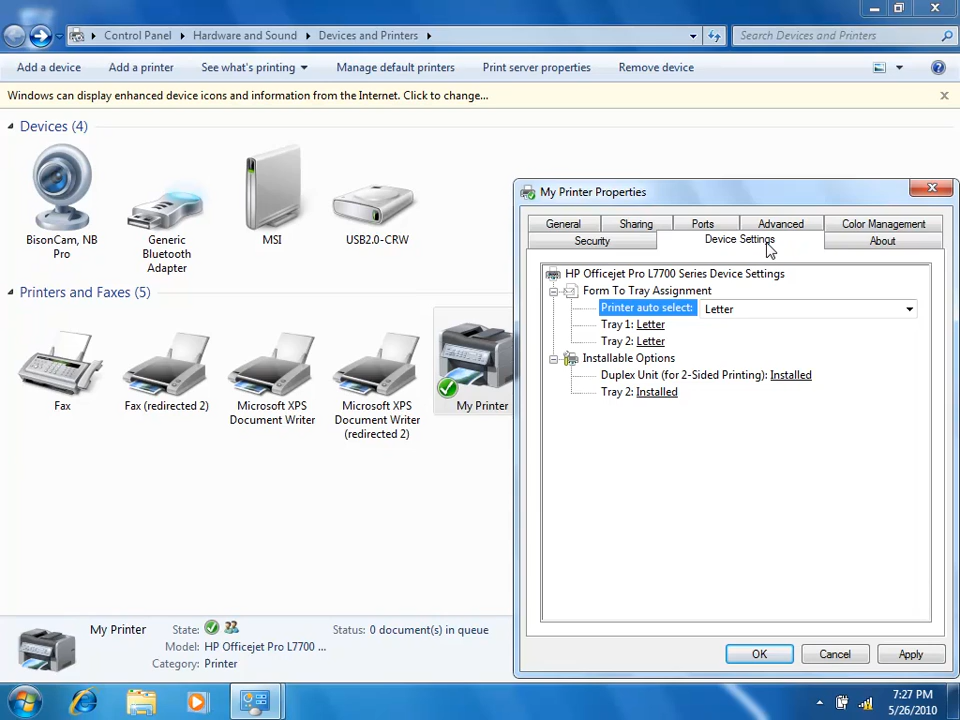 Control Panel Hardware and Sound Devices and Printers
Search Devices and Printers
Add a device Add a printer See what's printing Manage default printers Print server properties Remove device
Windows can display enhanced device icons and information from the Internet. Click to change...
Devices (4)
BisonCam, NB Pro
Generic Bluetooth Adapter
MSI
USB2.0-CRW
Printers and Faxes (5)
Fax
Fax (redirected 2)
Microsoft XPS Document Writer
Microsoft XPS Document Writer (redirected 2)
My Printer
My Printer Properties
General Sharing Ports Advanced Color Management
Security Device Settings About
HP Officejet Pro L7700 Series Device Settings
Form To Tray Assignment
Printer auto select: Letter
Tray 1: Letter
Tray 2: Letter
Installable Options
Duplex Unit (for 2-Sided Printing): Installed
Tray 2: Installed
OK Cancel Apply
My Printer State: Status: 0 document(s) in queue
Model: HP Officejet Pro L7700 ...
Category: Printer
7:27 PM
5/26/2010